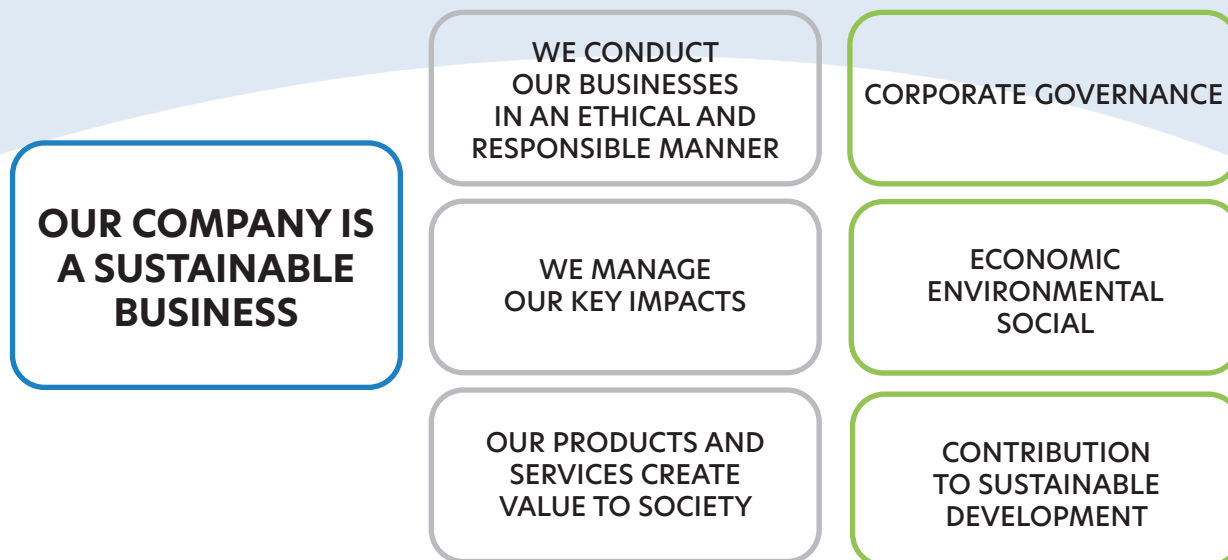 OUR COMPANY IS
A SUSTAINABLE
BUSINESS
WE CONDUCT
OUR BUSINESSES
IN AN ETHICAL AND
RESPONSIBLE MANNER
CORPORATE GOVERNANCE
WE MANAGE
OUR KEY IMPACTS
ECONOMIC
ENVIRONMENTAL
SOCIAL
OUR PRODUCTS AND
SERVICES CREATE
VALUE TO SOCIETY
CONTRIBUTION
TO SUSTAINABLE
DEVELOPMENT